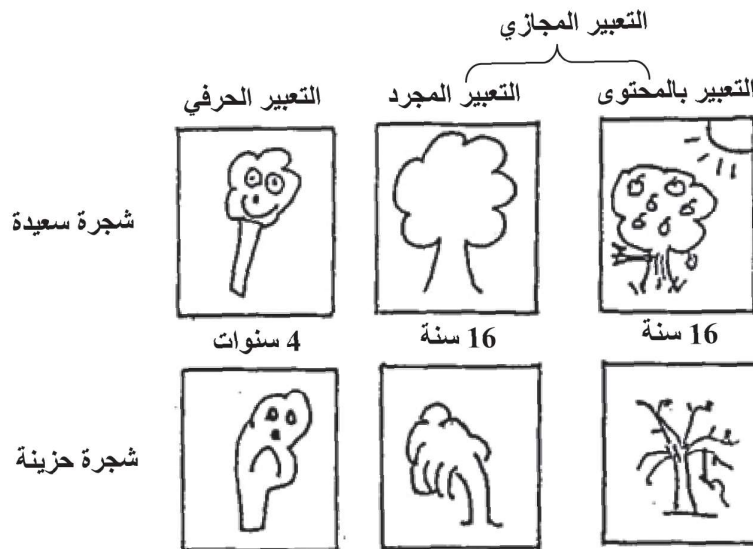 التعبير المجازي
التعبير بالمحتوى التعبير المجرد التعبير الحرفي
شجرة سعيدة
16 سنة 16 سنة 4 سنوات
شجرة حزينة